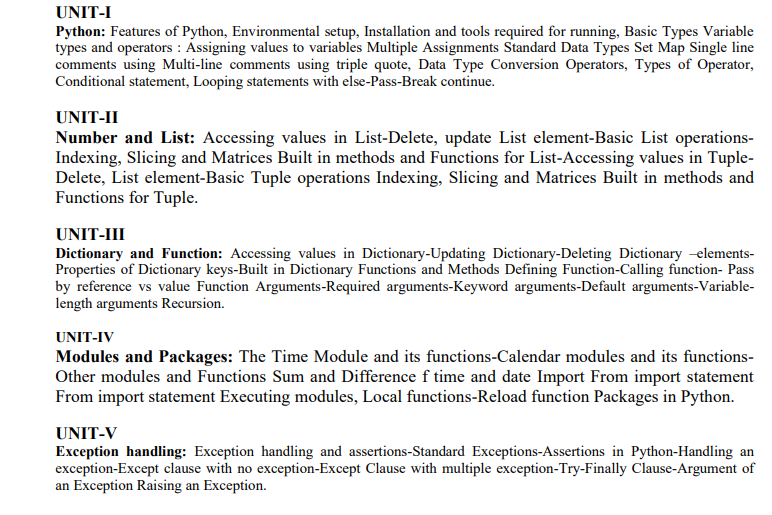 UNIT-I
Python: Features of Python, Environmental setup, Installation and tools required for running, Basic Types Variable
types and operators : Assigning values to variables Multiple Assignments Standard Data Types Set Map Single line
comments using Multi-line comments using triple quote, Data Type Conversion Operators, Types of Operator,
Conditional statement, Looping statements with else-Pass-Break continue.
UNIT-II
Number and List: Accessing values in List-Delete, update List element-Basic List operations-
Indexing, Slicing and Matrices Built in methods and Functions for List-Accessing values in Tuple-
Delete, List element-Basic Tuple operations Indexing, Slicing and Matrices Built in methods and
Functions for Tuple.
UNIT-III
Dictionary and Function: Accessing values in Dictionary-Updating Dictionary-Deleting Dictionary –elements-
Properties of Dictionary keys-Built in Dictionary Functions and Methods Defining Function-Calling function- Pass
by reference vs value Function Arguments-Required arguments-Keyword arguments-Default arguments-Variable-
length arguments Recursion.
UNIT-IV
Modules and Packages: The Time Module and its functions-Calendar modules and its functions-
Other modules and Functions Sum and Difference f time and date Import From import statement
From import statement Executing modules, Local functions-Reload function Packages in Python.
UNIT-V
Exception handling: Exception handling and assertions-Standard Exceptions-Assertions in Python-Handling an
exception-Except clause with no exception-Except Clause with multiple exception-Try-Finally Clause-Argument of
an Exception Raising an Exception.